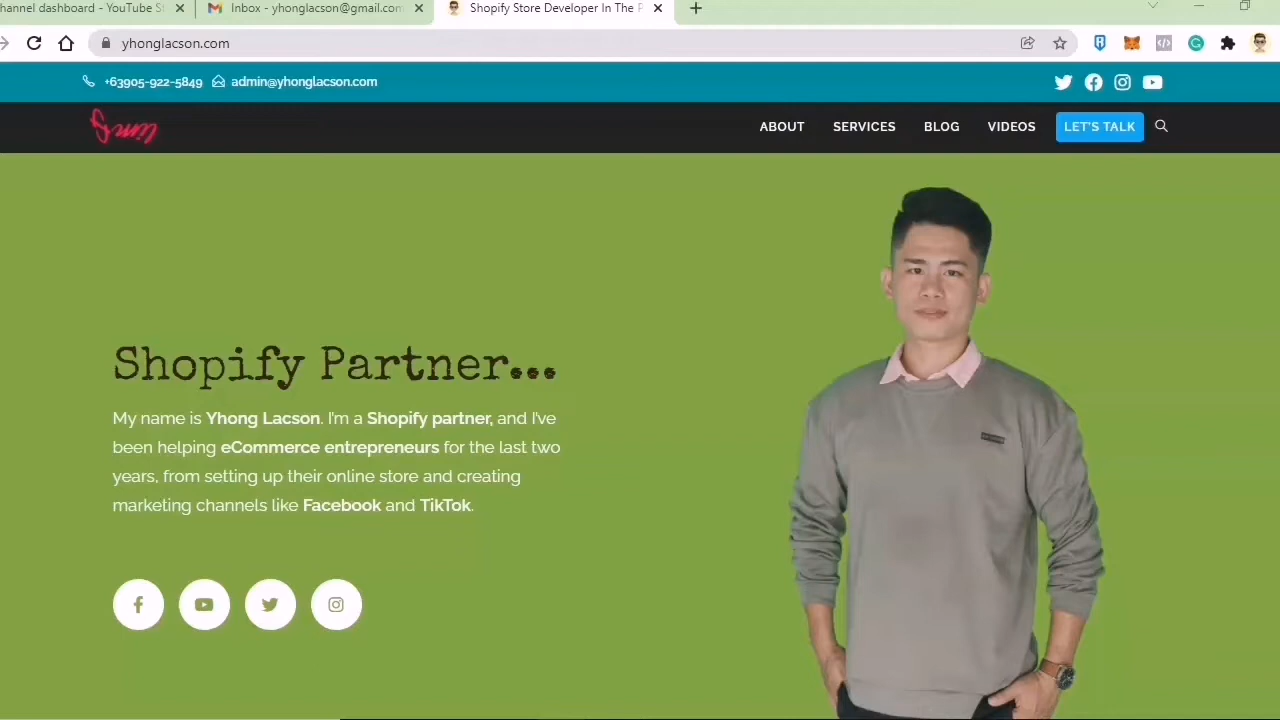 hannel dashboard - YouTube St
Inbox - yhonglacson@gmail.com
Shopify Store Developer In The P
yhonglacson.com
+63905-922-5849
admin@yhonglacson.com
ABOUT
SERVICES
BLOG
VIDEOS
LET'S TALK
Shopify Partner...
My name is Yhong Lacson. I'm a Shopify partner, and I've
been helping eCommerce entrepreneurs for the last two
years, from setting up their online store and creating
marketing channels like Facebook and TikTok.